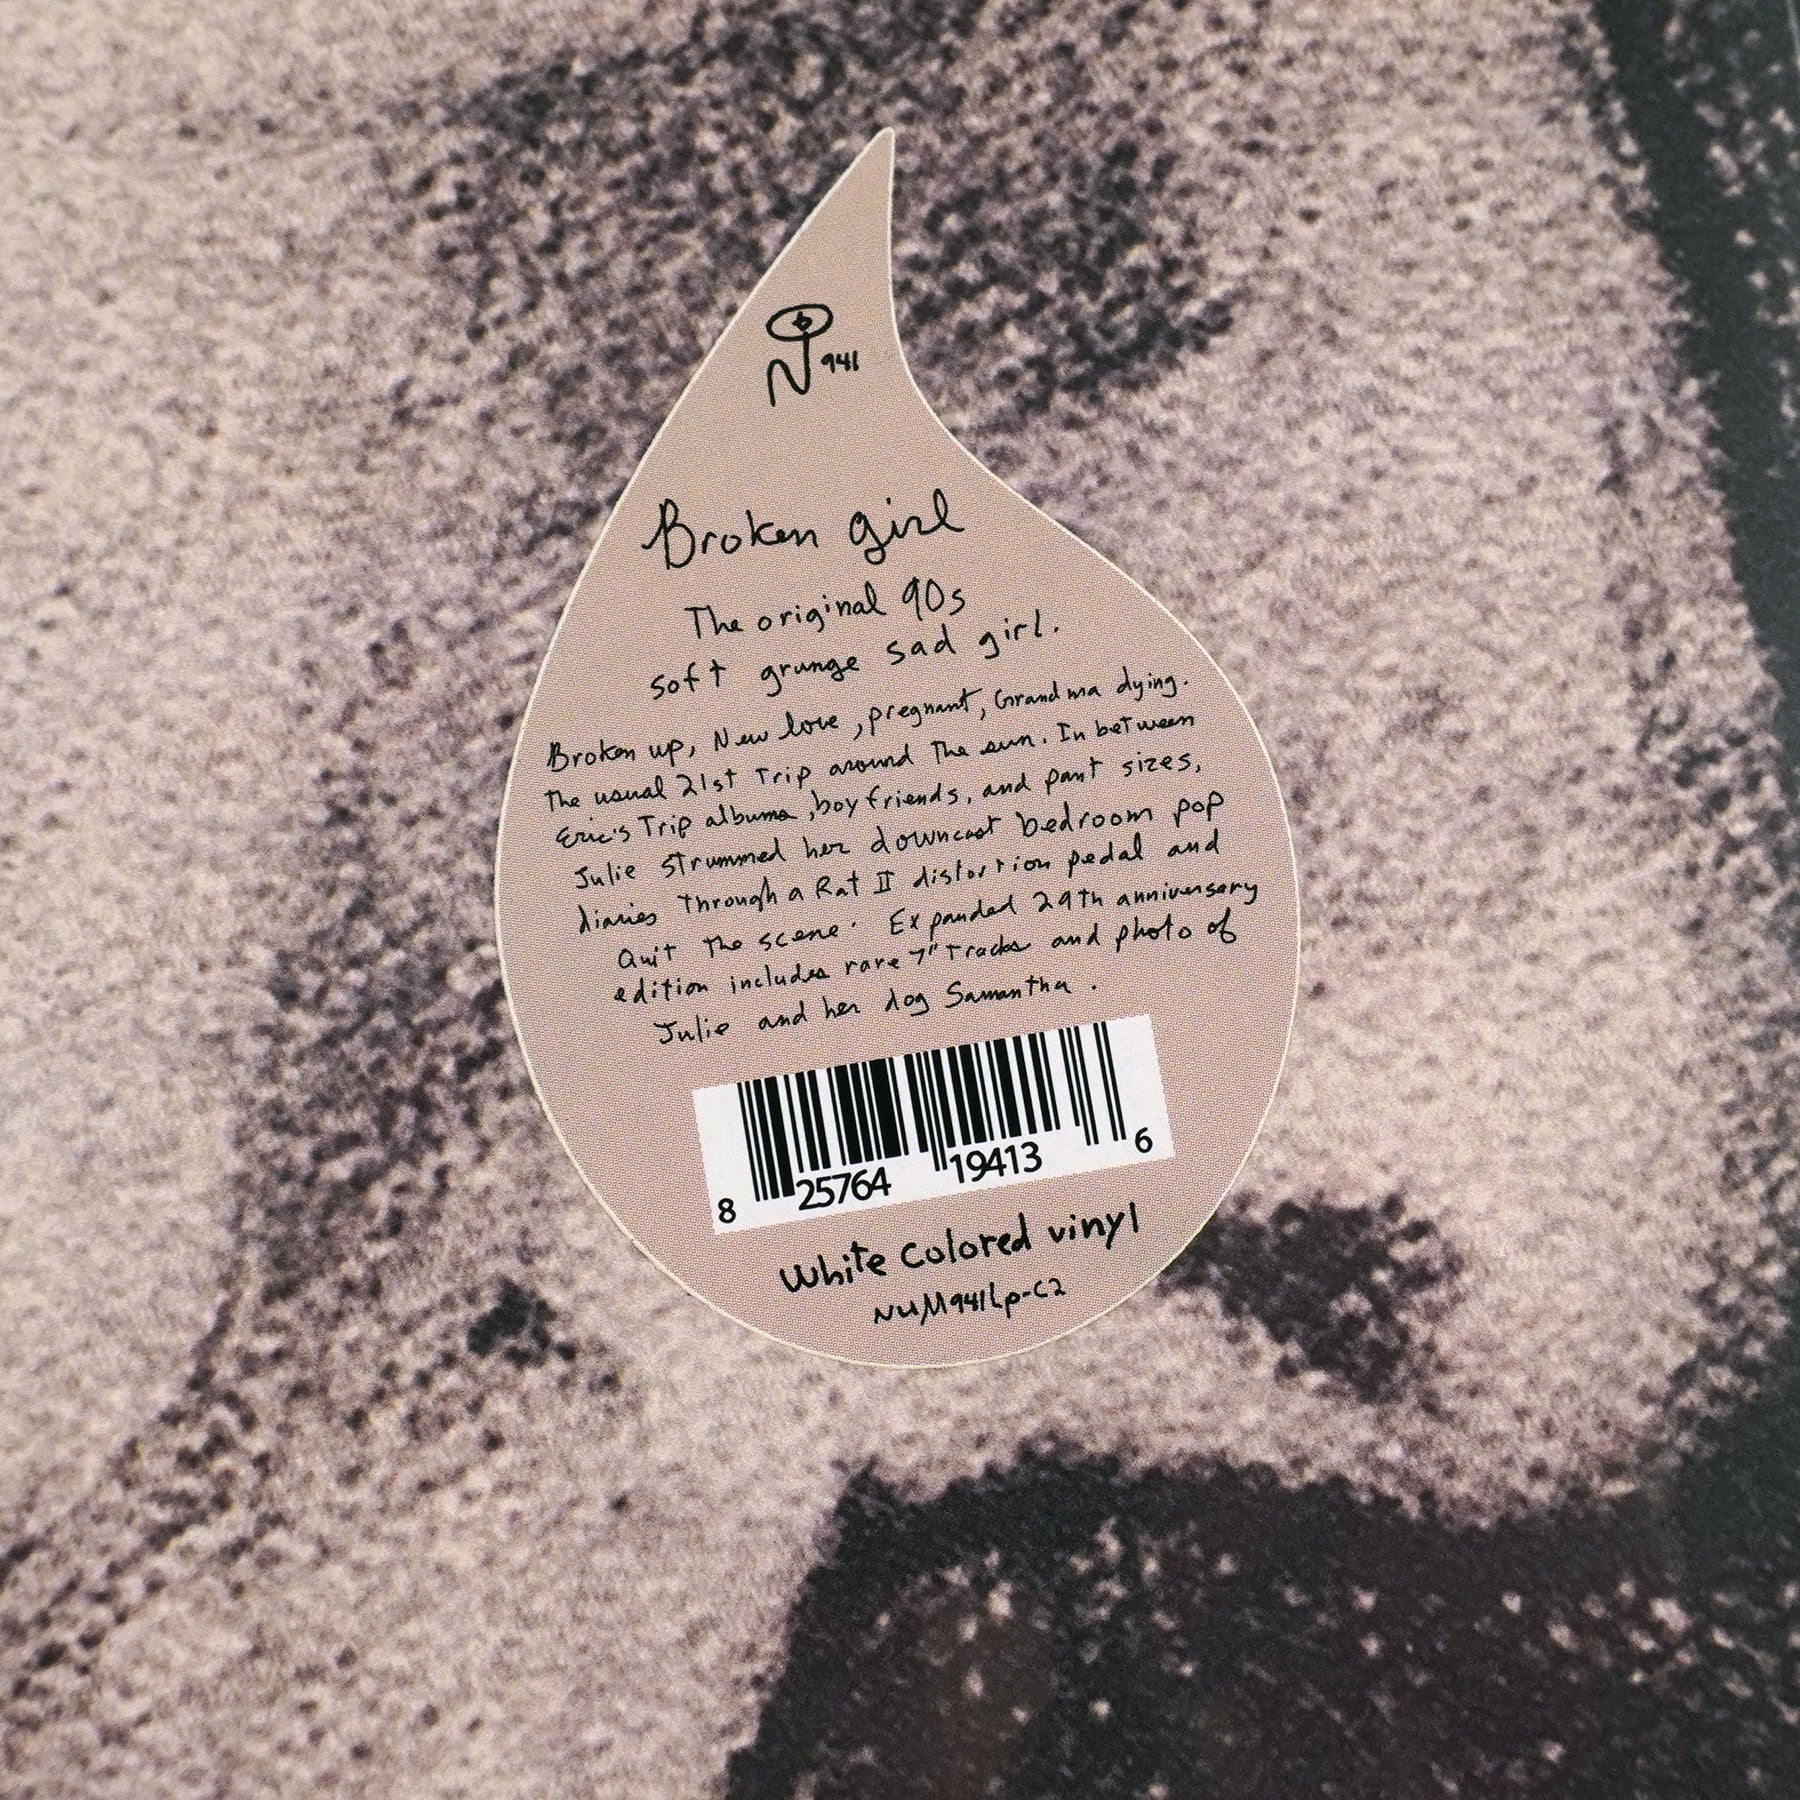 N 941
Broken girl
The original 90s
soft grunge sad girl.
Broken up, New love, pregnant, Grandma dying.
The usual 21st Trip around The sun. In between
Eric's Trip albums, boyfriends, and pant sizes,
Julie strummed her downcast bedroom pop
diaries Through a Rat II distortion pedal and
Quit The scene. Expanded 29th anniversary
edition includes rare 7" Tracks and photo of
Julie and her dog Samantha.
8 25764 19413 6
White colored vinyl
NUM941Lp-C2